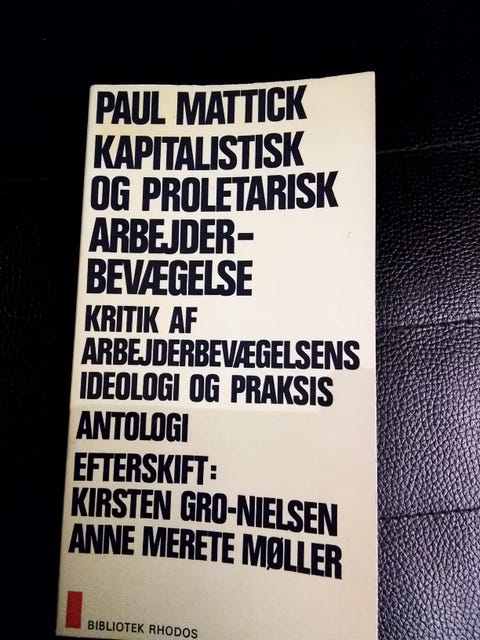 PAUL MATTICK
KAPITALISTISK
OG PROLETARISK
ARBEJDER-
BEVÆGELSE
KRITIK AF
ARBEJDERBEVÆGELSENS
IDEOLOGI OG PRAKSIS
ANTOLOGI
EFTERSKIFT:
KIRSTEN GRO-NIELSEN
ANNE MERETE MØLLER
BIBLIOTEK RHODOS